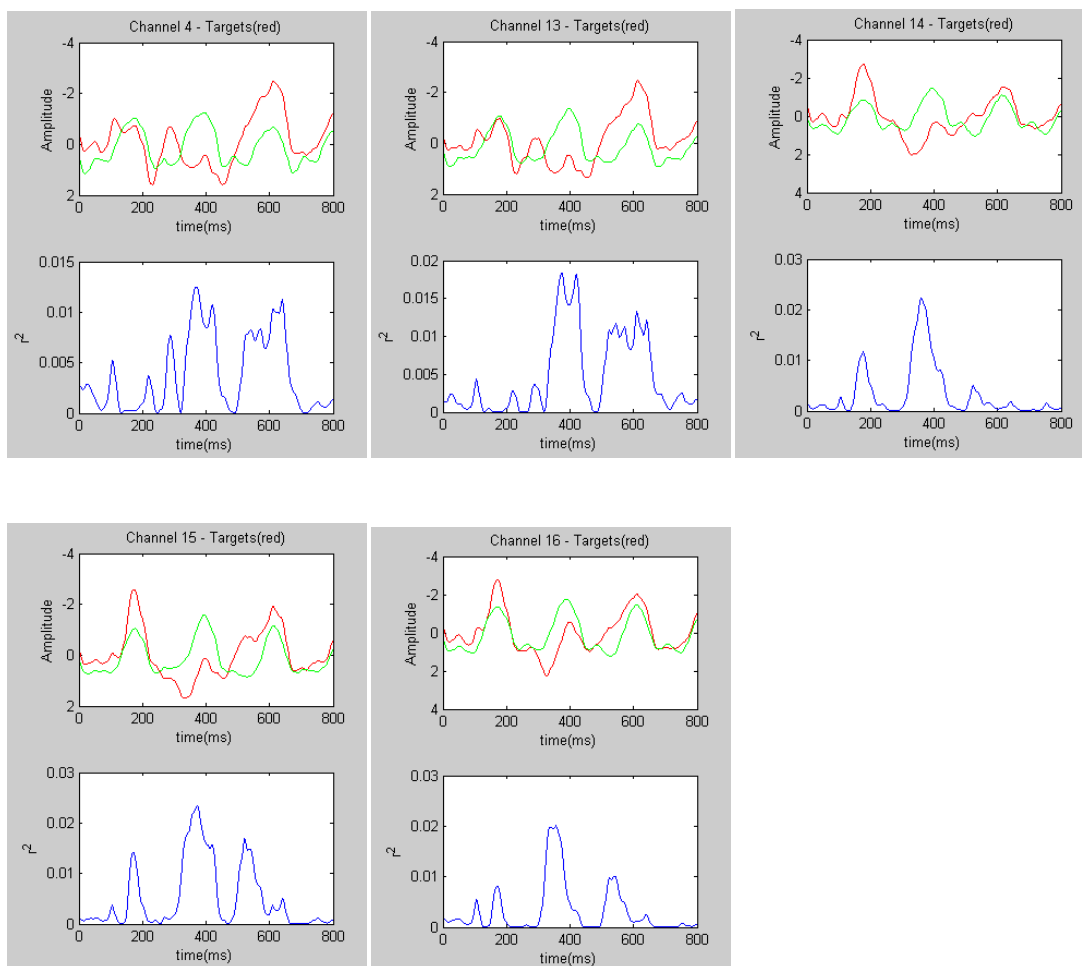 Channel 4 - Targets(red)
Amplitude
-4
-2
0
2
0 200 400 600 800
time(ms)
r2
0.015
0.01
0.005
0
0 200 400 600 800
time(ms)
Channel 13 - Targets(red)
Amplitude
-4
-2
0
2
0 200 400 600 800
time(ms)
r2
0.02
0.015
0.01
0.005
0
0 200 400 600 800
time(ms)
Channel 14 - Targets(red)
Amplitude
-4
-2
0
2
4
0 200 400 600 800
time(ms)
r2
0.03
0.02
0.01
0
0 200 400 600 800
time(ms)
Channel 15 - Targets(red)
Amplitude
-4
-2
0
2
0 200 400 600 800
time(ms)
r2
0.03
0.02
0.01
0
0 200 400 600 800
time(ms)
Channel 16 - Targets(red)
Amplitude
-4
-2
0
2
4
0 200 400 600 800
time(ms)
r2
0.03
0.02
0.01
0
0 200 400 600 800
time(ms)